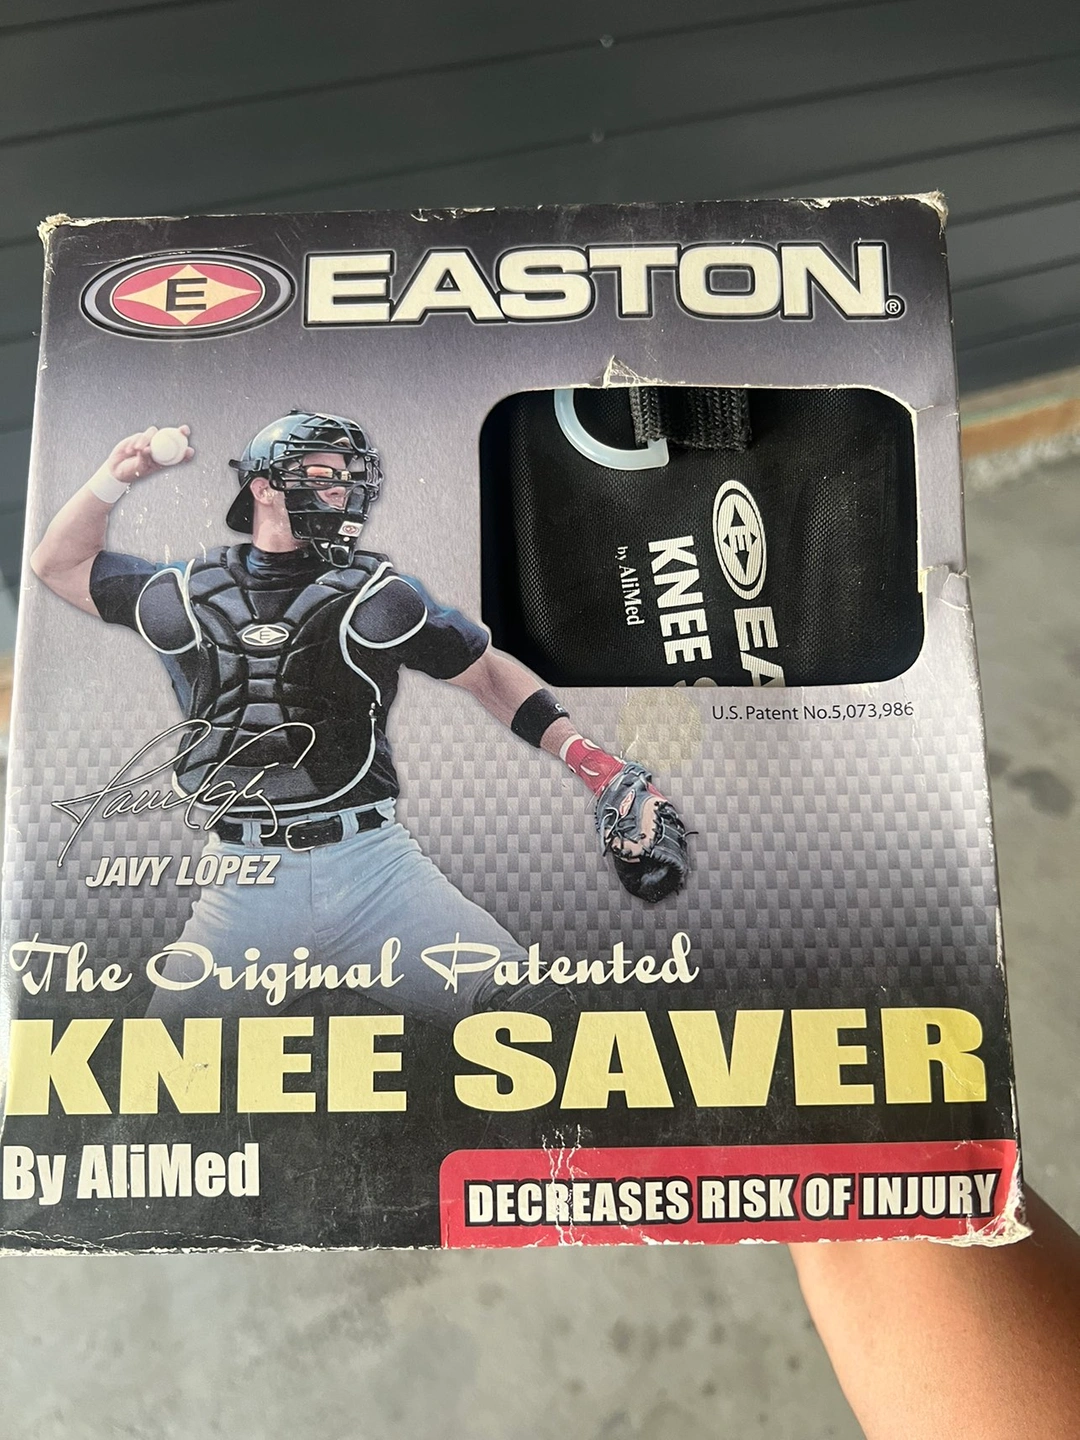 E EASTON®
E EA
KNEE S
by AliMed
U.S. Patent No.5,073,986
JAVY LOPEZ
The Original Patented
KNEE SAVER
By AliMed
DECREASES RISK OF INJURY